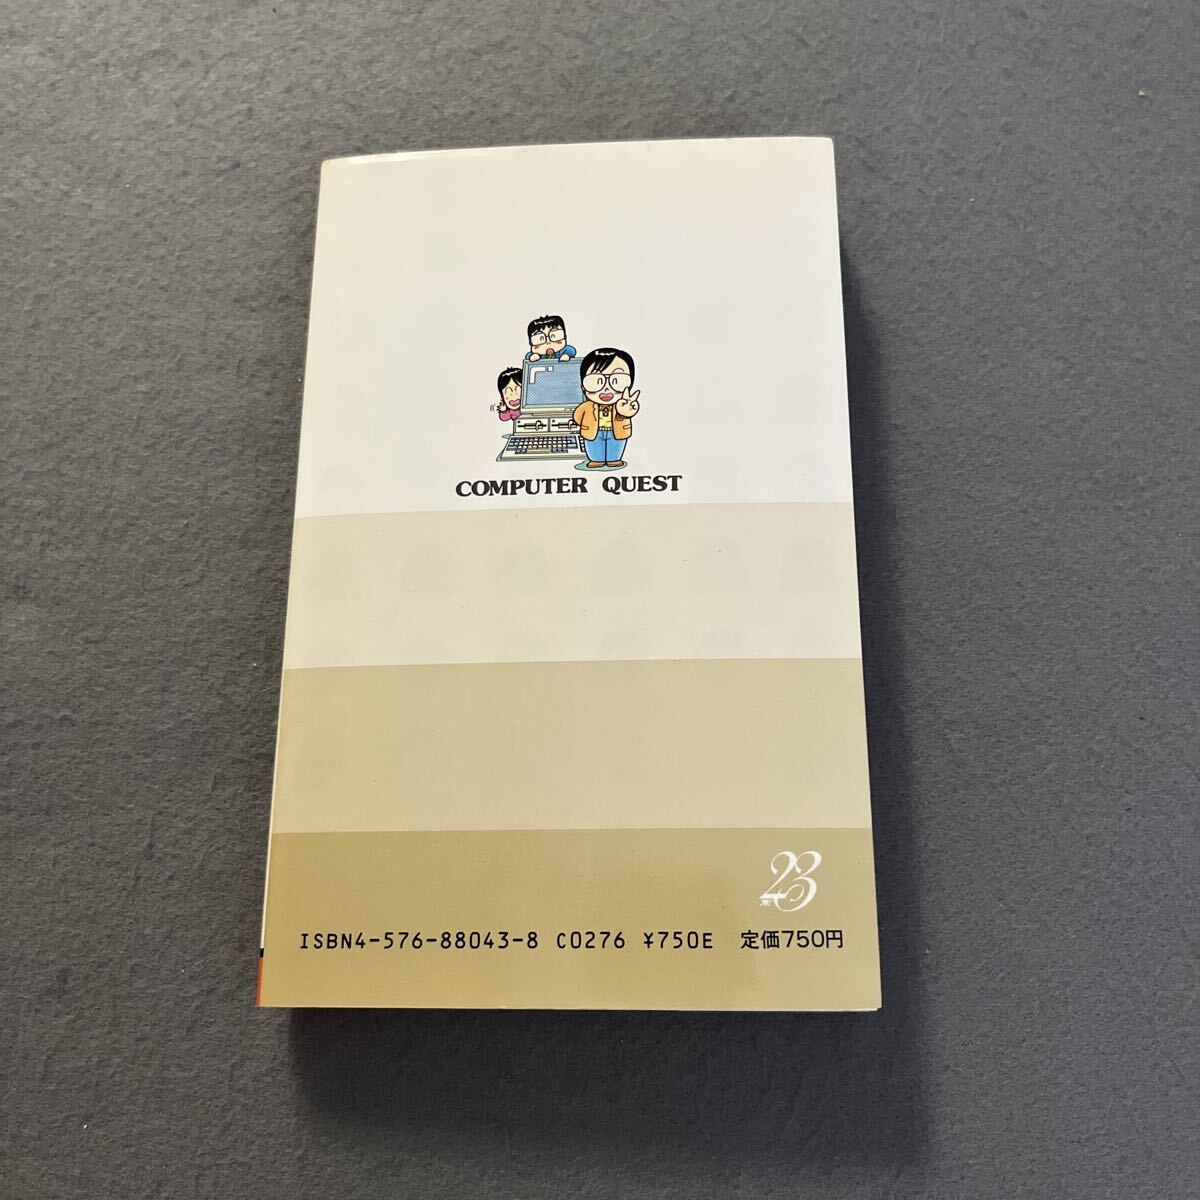 COMPUTER QUEST
23
ISBN4-576-88043-8 C0276 ¥750E 定価750円